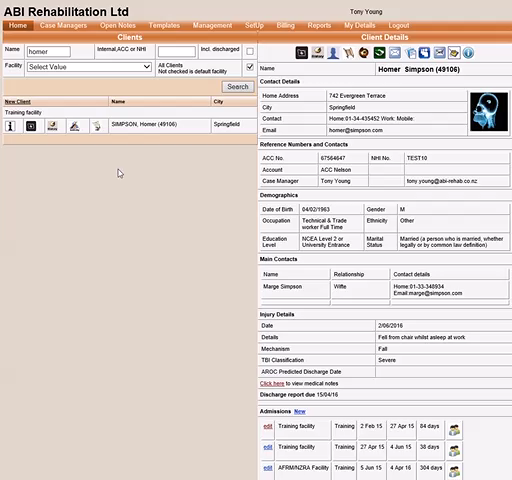 ABI Rehabilitation Ltd
Tony Young
Home Case Managers Open Notes Templates Management SetUp Billing Reports My Details Logout
Clients
Name homer Internal,ACC or NHI Incl. discharged
Facility Select Value All Clients
Not checked is default facility
Search
New Client Name City
Training facility
SIMPSON, Homer (49106) Springfield
Client Details
Name Homer Simpson (49106)
Contact Details
Home Address 742 Evergreen Terrace
City Springfield
Contact Home:01-34-435452 Work: Mobile:
Email homer@simpson.com
Reference Numbers and Contacts
ACC No. 67564647 NHI No. TEST10
Account ACC Nelson
Case Manager Tony Young tony.young@abi-rehab.co.nz
Demographics
Date of Birth 04/02/1963 Gender M
Occupation Technical & Trade worker Full Time Ethnicity Other
Education Level NCEA Level 2 or University Entrance Marital Status Married (a person who is married, whether legally or by common law definition)
Main Contacts
Name Relationship Contact details
Marge Simpson Wife Home:01-33-348934
Email:marge@simpson.com
Injury Details
Date 2/06/2016
Details Fell from chair whilst asleep at work
Mechanism Fall
TBI Classification Severe
AROC Predicted Discharge Date
Click here to view medical notes
Discharge report due 15/04/16
Admissions New
edit Training facility Training 2 Feb 15 27 Apr 15 84 days
edit Training facility Training 27 Apr 15 4 Jun 15 38 days
edit AFRM/NZRA Facility Training 5 Jun 15 4 Apr 16 304 days